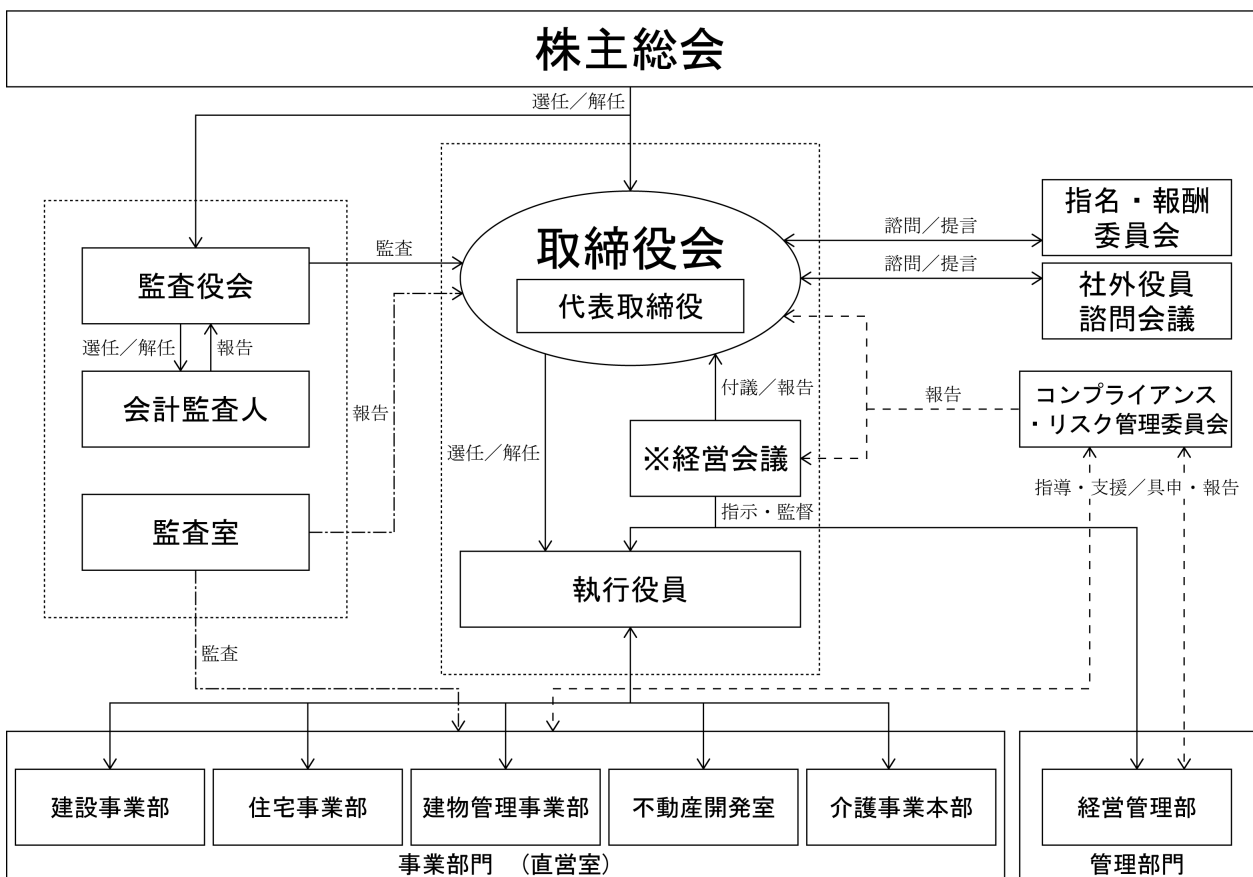 株主総会
選任／解任
取締役会
代表取締役
指名・報酬
委員会
諮問／提言
社外役員
諮問会議
諮問／提言
監査役会
監査
選任／解任
報告
会計監査人
監査室
報告
監査
選任／解任
付議／報告
※経営会議
指示・監督
執行役員
報告
コンプライアンス
・リスク管理委員会
指導・支援／具申・報告
建設事業部
住宅事業部
建物管理事業部
不動産開発室
介護事業本部
事業部門　（直営室）
経営管理部
管理部門